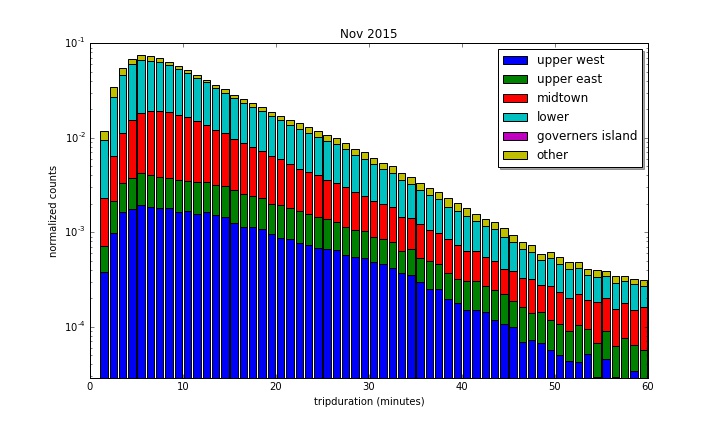 Nov 2015
10⁻¹
10⁻²
10⁻³
10⁻⁴
normalized counts
upper west
upper east
midtown
lower
governers island
other
0 10 20 30 40 50 60
tripduration (minutes)